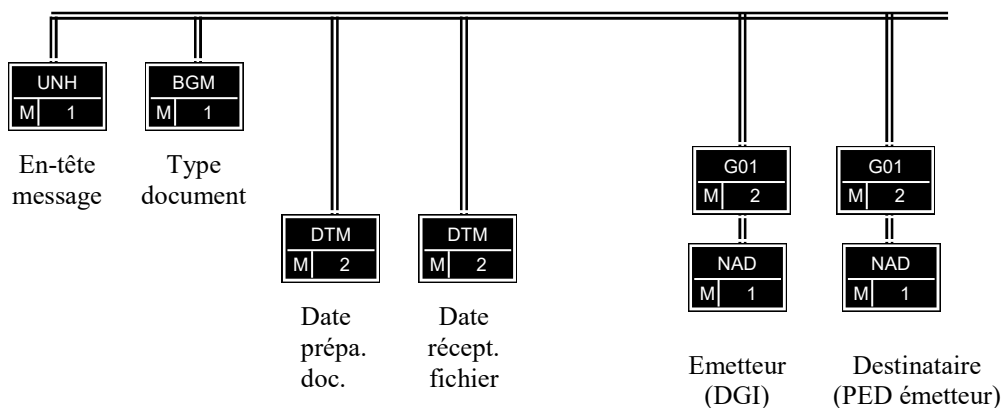 UNH
M 1
BGM
M 1
En-tête
message
Type
document
G01
M 2
G01
M 2
DTM
M 2
DTM
M 2
NAD
M 1
NAD
M 1
Date
prépa.
doc.
Date
récept.
fichier
Emetteur
(DGI)
Destinataire
(PED émetteur)